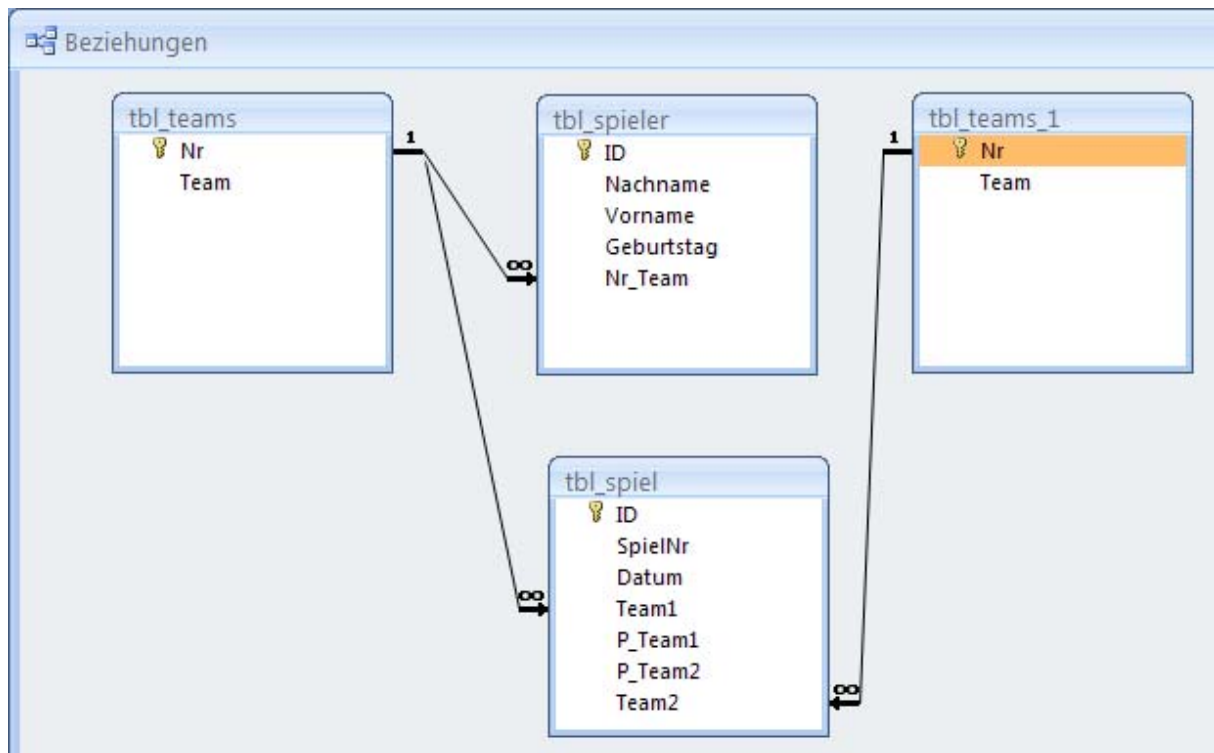 Beziehungen
tbl_teams
Nr
Team
1
tbl_spieler
ID
Nachname
Vorname
Geburtstag
Nr_Team
∞
tbl_teams_1
Nr
Team
1
tbl_spiel
ID
SpielNr
Datum
Team1
P_Team1
P_Team2
Team2
∞
∞